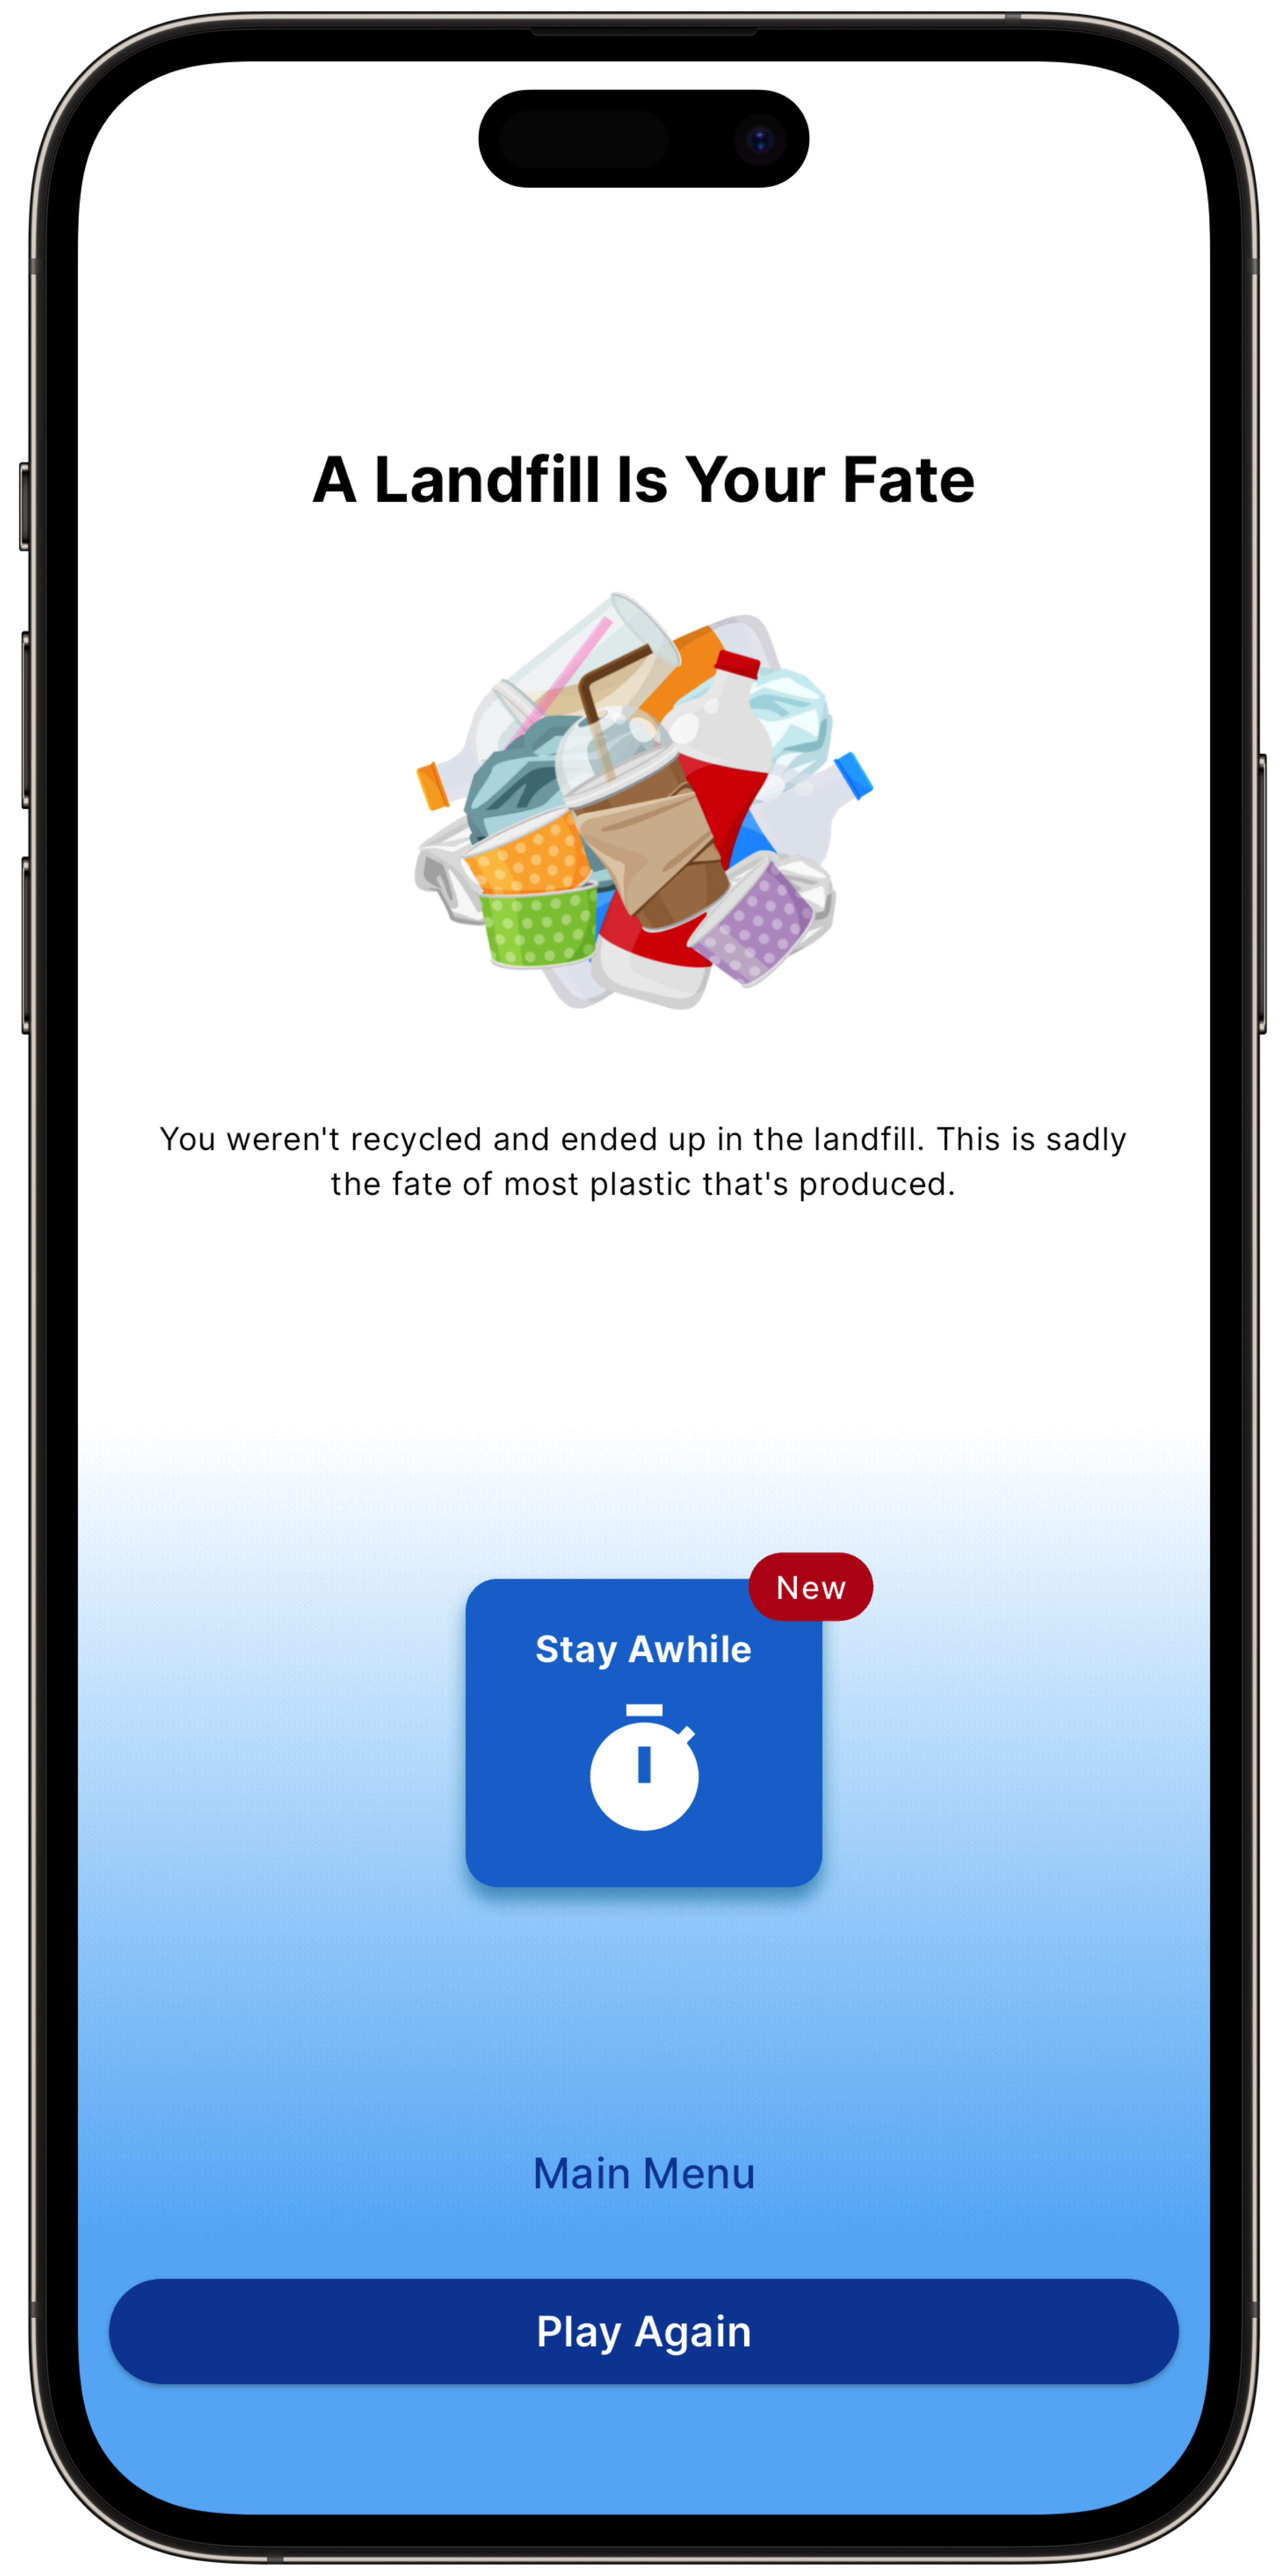 A Landfill Is Your Fate
You weren't recycled and ended up in the landfill. This is sadly
the fate of most plastic that's produced.
New
Stay Awhile
Main Menu
Play Again